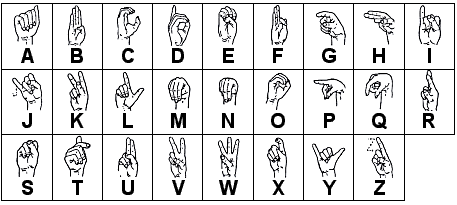 A B C D E F G H I
J K L M N O P Q R
S T U V W X Y Z